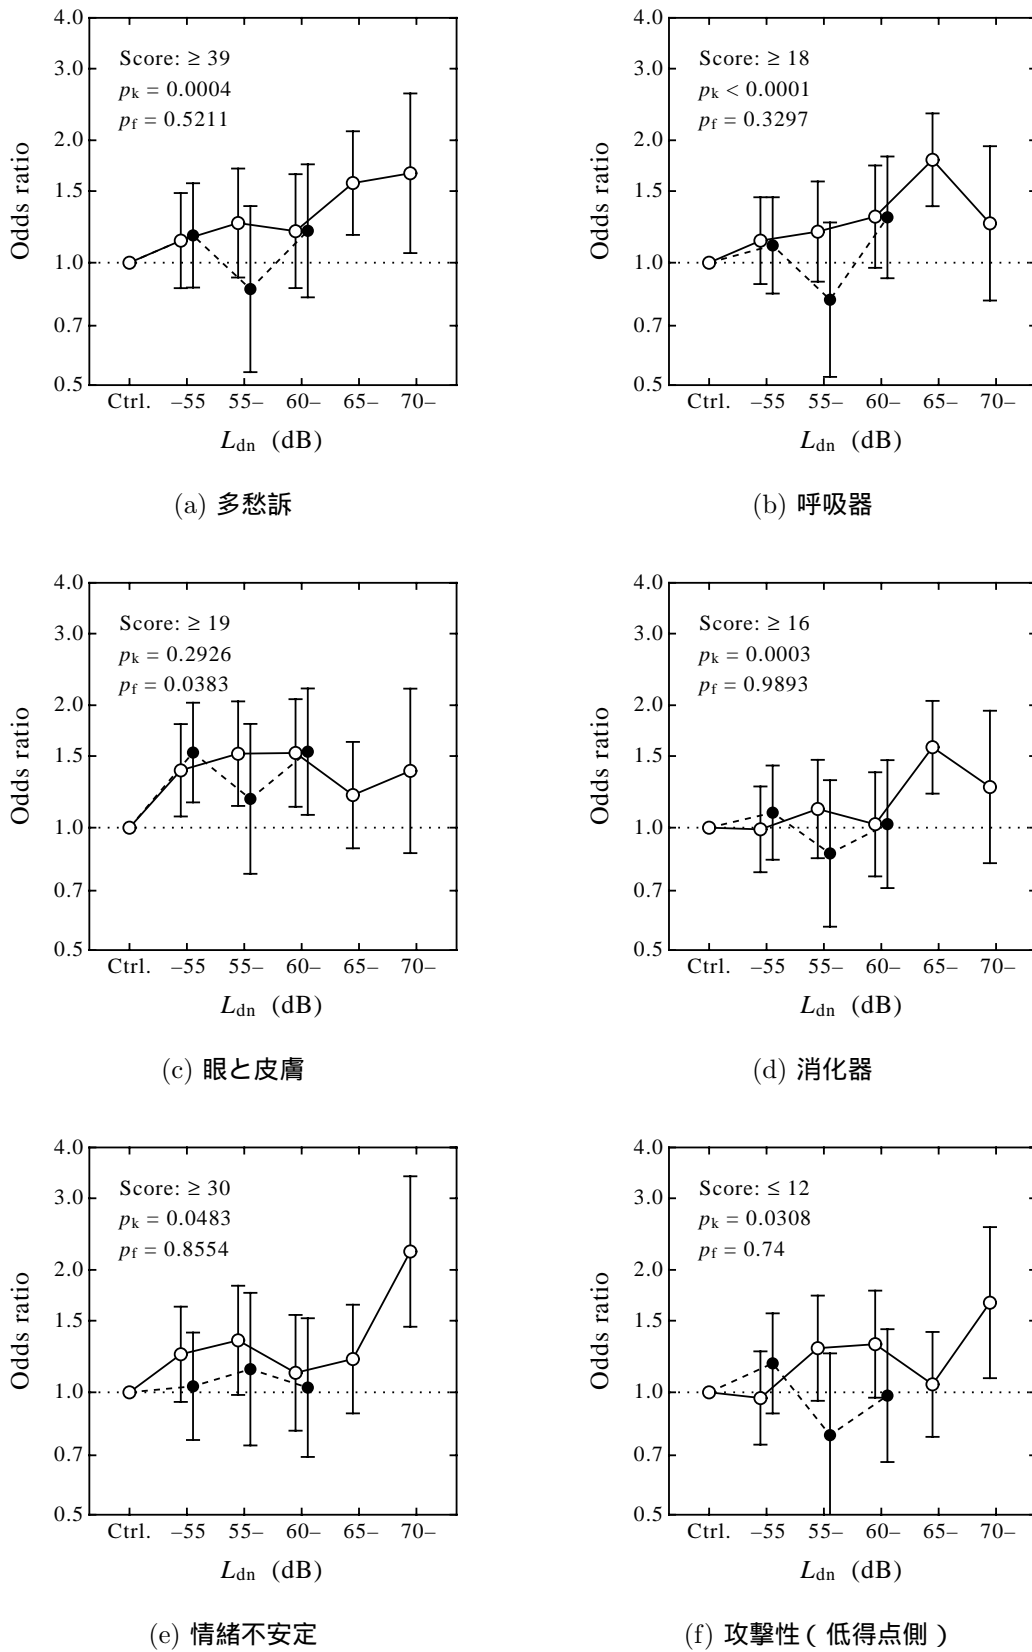 4.0
3.0
2.0
1.5
1.0
0.7
0.5
Odds ratio
Score: ≥ 39
pk = 0.0004
pf = 0.5211
Ctrl. –55 55– 60– 65– 70–
Ldn (dB)
(a) 多愁訴
4.0
3.0
2.0
1.5
1.0
0.7
0.5
Odds ratio
Score: ≥ 18
pk < 0.0001
pf = 0.3297
Ctrl. –55 55– 60– 65– 70–
Ldn (dB)
(b) 呼吸器
4.0
3.0
2.0
1.5
1.0
0.7
0.5
Odds ratio
Score: ≥ 19
pk = 0.2926
pf = 0.0383
Ctrl. –55 55– 60– 65– 70–
Ldn (dB)
(c) 眼と皮膚
4.0
3.0
2.0
1.5
1.0
0.7
0.5
Odds ratio
Score: ≥ 16
pk = 0.0003
pf = 0.9893
Ctrl. –55 55– 60– 65– 70–
Ldn (dB)
(d) 消化器
4.0
3.0
2.0
1.5
1.0
0.7
0.5
Odds ratio
Score: ≥ 30
pk = 0.0483
pf = 0.8554
Ctrl. –55 55– 60– 65– 70–
Ldn (dB)
(e) 情緒不安定
4.0
3.0
2.0
1.5
1.0
0.7
0.5
Odds ratio
Score: ≤ 12
pk = 0.0308
pf = 0.74
Ctrl. –55 55– 60– 65– 70–
Ldn (dB)
(f) 攻撃性(低得点側)